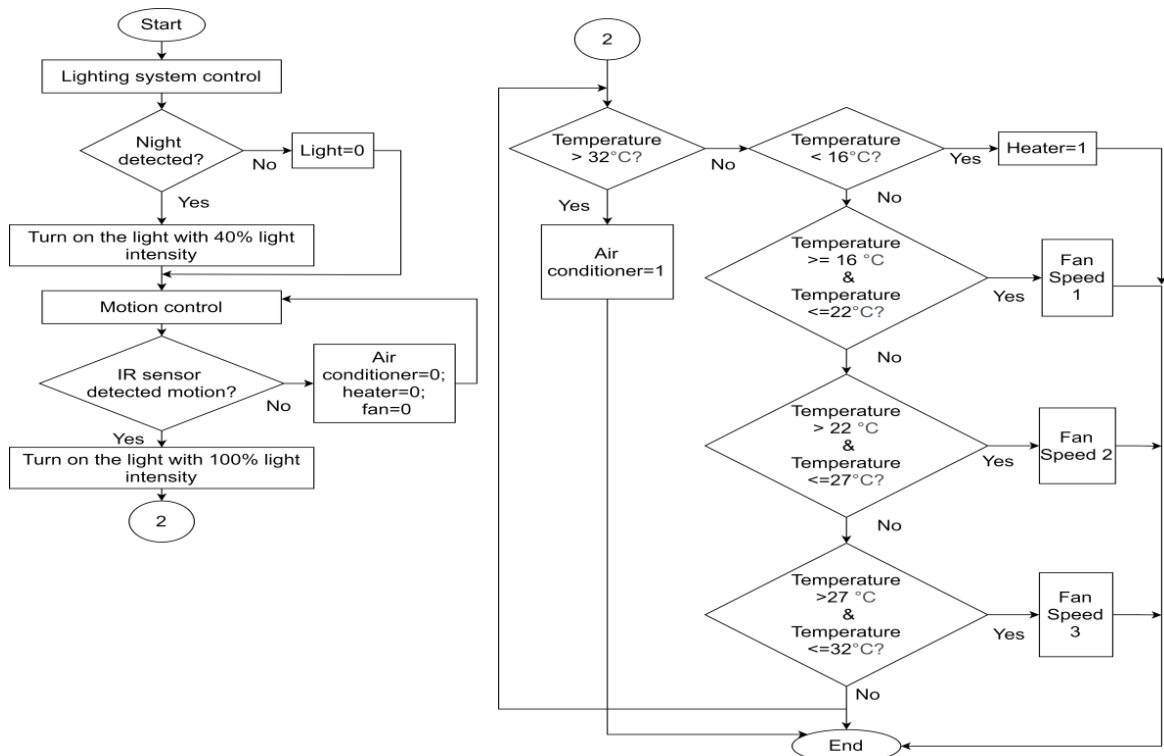 Start
Lighting system control
Night
detected?
No
Light=0
Yes
Turn on the light with 40% light
intensity
Motion control
IR sensor
detected motion?
No
Air
conditioner=0;
heater=0;
fan=0
Yes
Turn on the light with 100% light
intensity
2
2
Temperature
> 32°C?
No
Yes
Air
conditioner=1
Temperature
< 16°C?
Yes
Heater=1
No
Temperature
>= 16 °C
&
Temperature
<=22°C?
Yes
Fan
Speed
1
No
Temperature
> 22 °C
&
Temperature
<=27°C?
Yes
Fan
Speed 2
No
Temperature
>27 °C
&
Temperature
<=32°C?
Yes
Fan
Speed
3
No
End